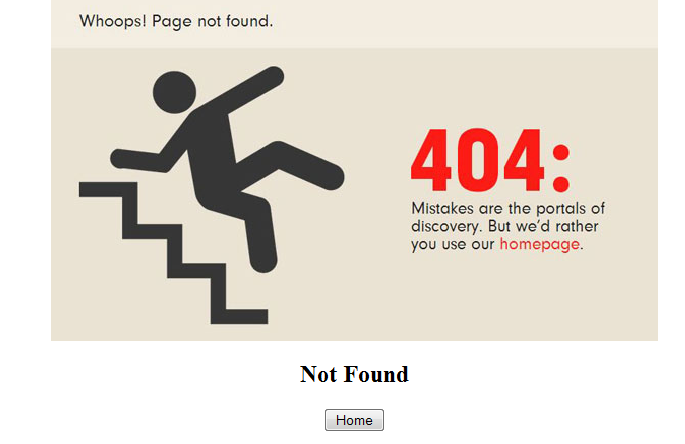 Whoops! Page not found.
404:
Mistakes are the portals of
discovery. But we'd rather
you use our homepage.
Not Found
Home